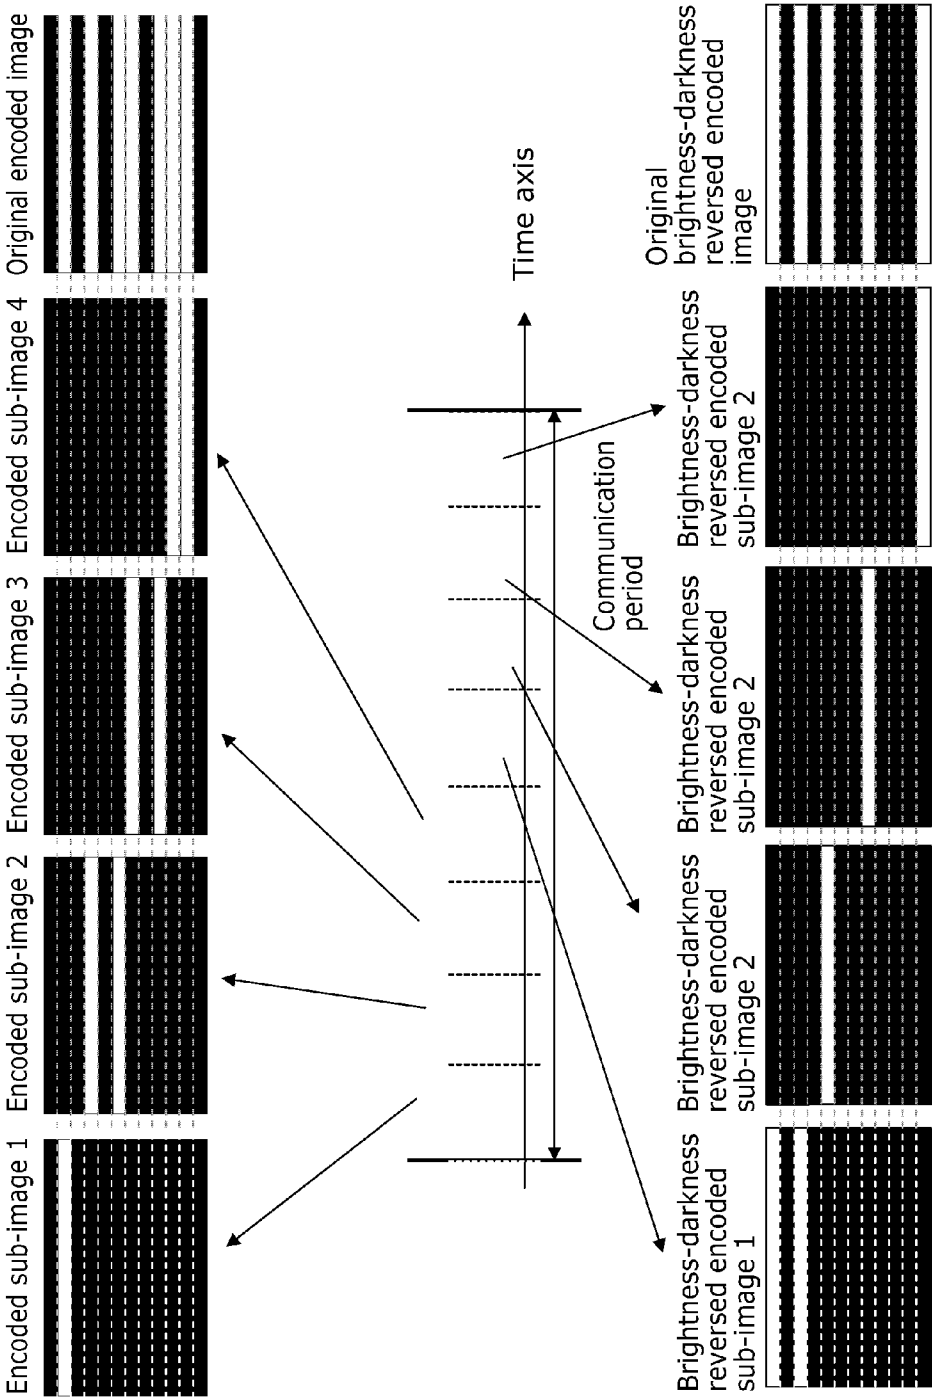 Encoded sub-image 1
Encoded sub-image 2
Encoded sub-image 3
Encoded sub-image 4
Original encoded image
Time axis
Communication
period
Brightness-darkness
reversed encoded
sub-image 1
Brightness-darkness
reversed encoded
sub-image 2
Brightness-darkness
reversed encoded
sub-image 2
Brightness-darkness
reversed encoded
sub-image 2
Original
brightness-darkness
reversed encoded
image